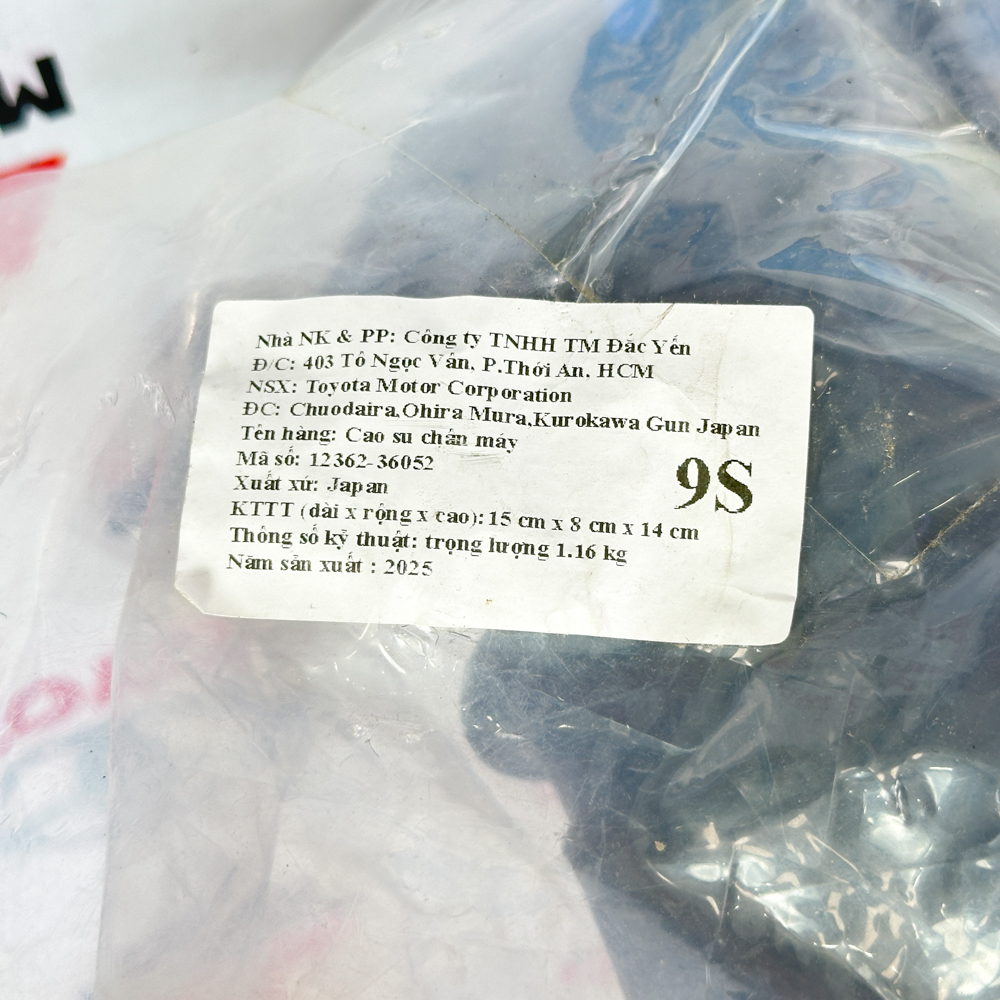 Nhà NK & PP: Công ty TNHH TM Đắc Yến
Đ/C: 403 Tô Ngọc Vân, P.Thới An, HCM
NSX: Toyota Motor Corporation
ĐC: Chuodaira,Ohira Mura,Kurokawa Gun Japan
Tên hàng: Cao su chân máy
Mã số: 12362-36052
Xuất xứ: Japan
9S
KTTT (dài x rộng x cao): 15 cm x 8 cm x 14 cm
Thông số kỹ thuật: trọng lượng 1.16 kg
Năm sản xuất : 2025